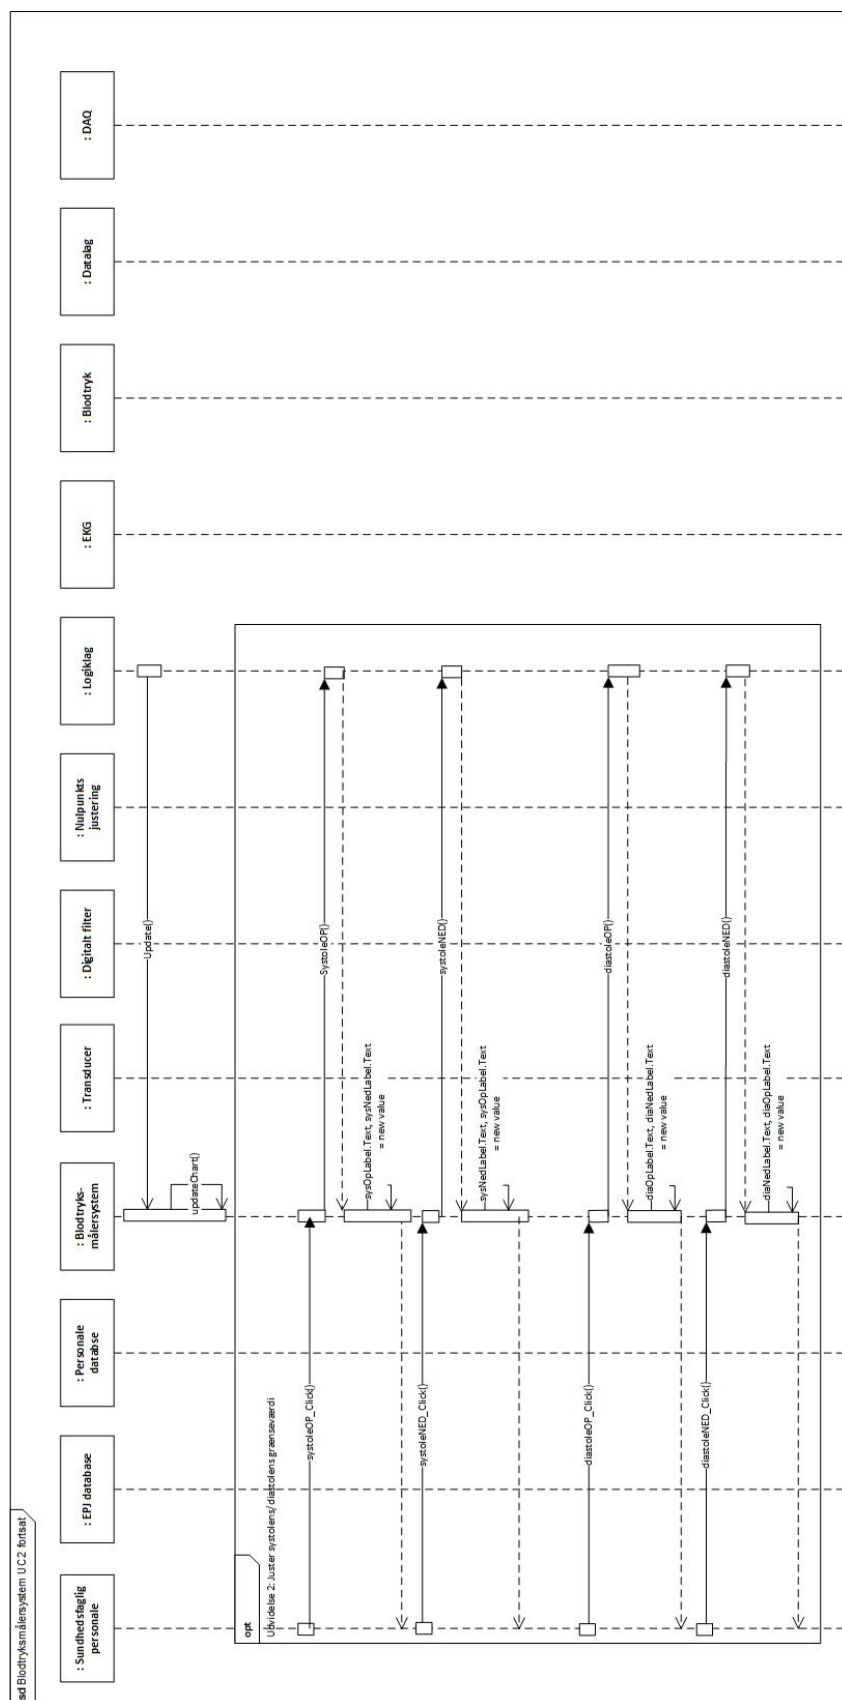 sd Blodtryksmålersystem UC2 fortsat
: Sundhedsfaglig
personale
: EPJ database
: Personale
databse
: Blodtryks-
målersystem
: Transducer
: Digitalt filter
: Nulpunkts
justering
: Logiklag
: EKG
: Blodtryk
: Datalag
: DAQ
Update()
updateChart()
opt
Udvidelse 2: Juster systolens/diastolens grænseværdi
systoleOP_Click()
SystoleOP()
sysOpLabel.Text, sysNedLabel.Text
= new value
systoleNED_Click()
systoleNED()
sysNedLabel.Text, sysOpLabel.Text
= new value
diastoleOP_Click()
diastoleOP()
diaOpLabel.Text, diaNedLabel.Text
= new value
diastoleNED_Click()
diastoleNED()
diaNedLabel.Text, diaOpLabel.Text
= new value